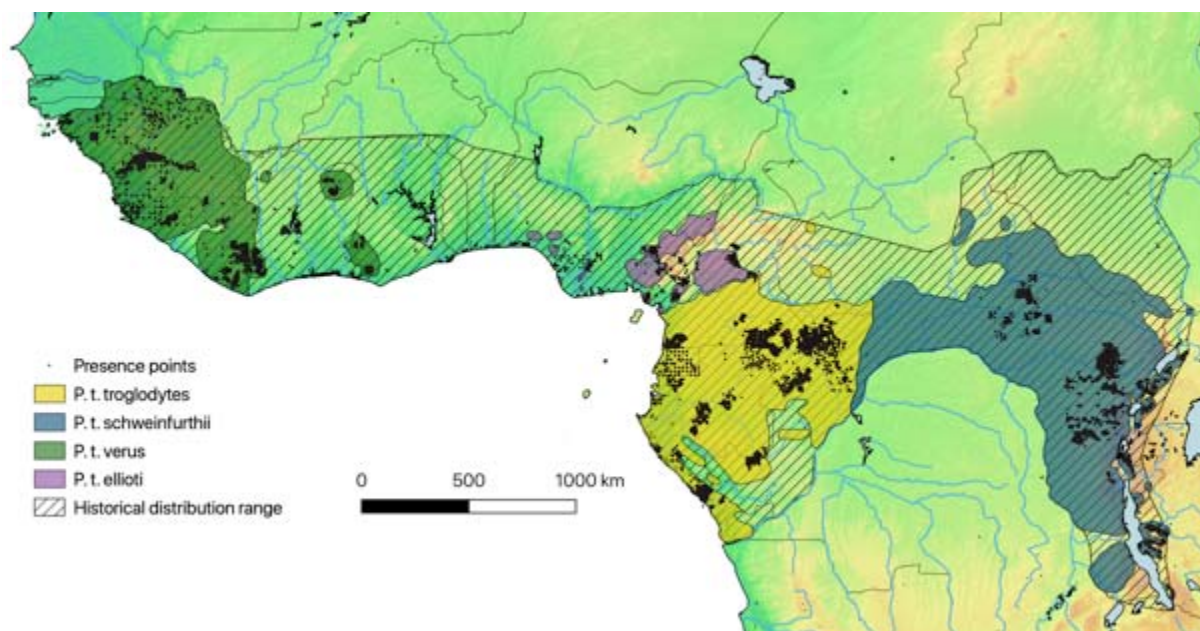 Presence points
P. t. troglodytes
P. t. schweinfurthii
P. t. verus
P. t. ellioti
Historical distribution range
0 500 1000 km